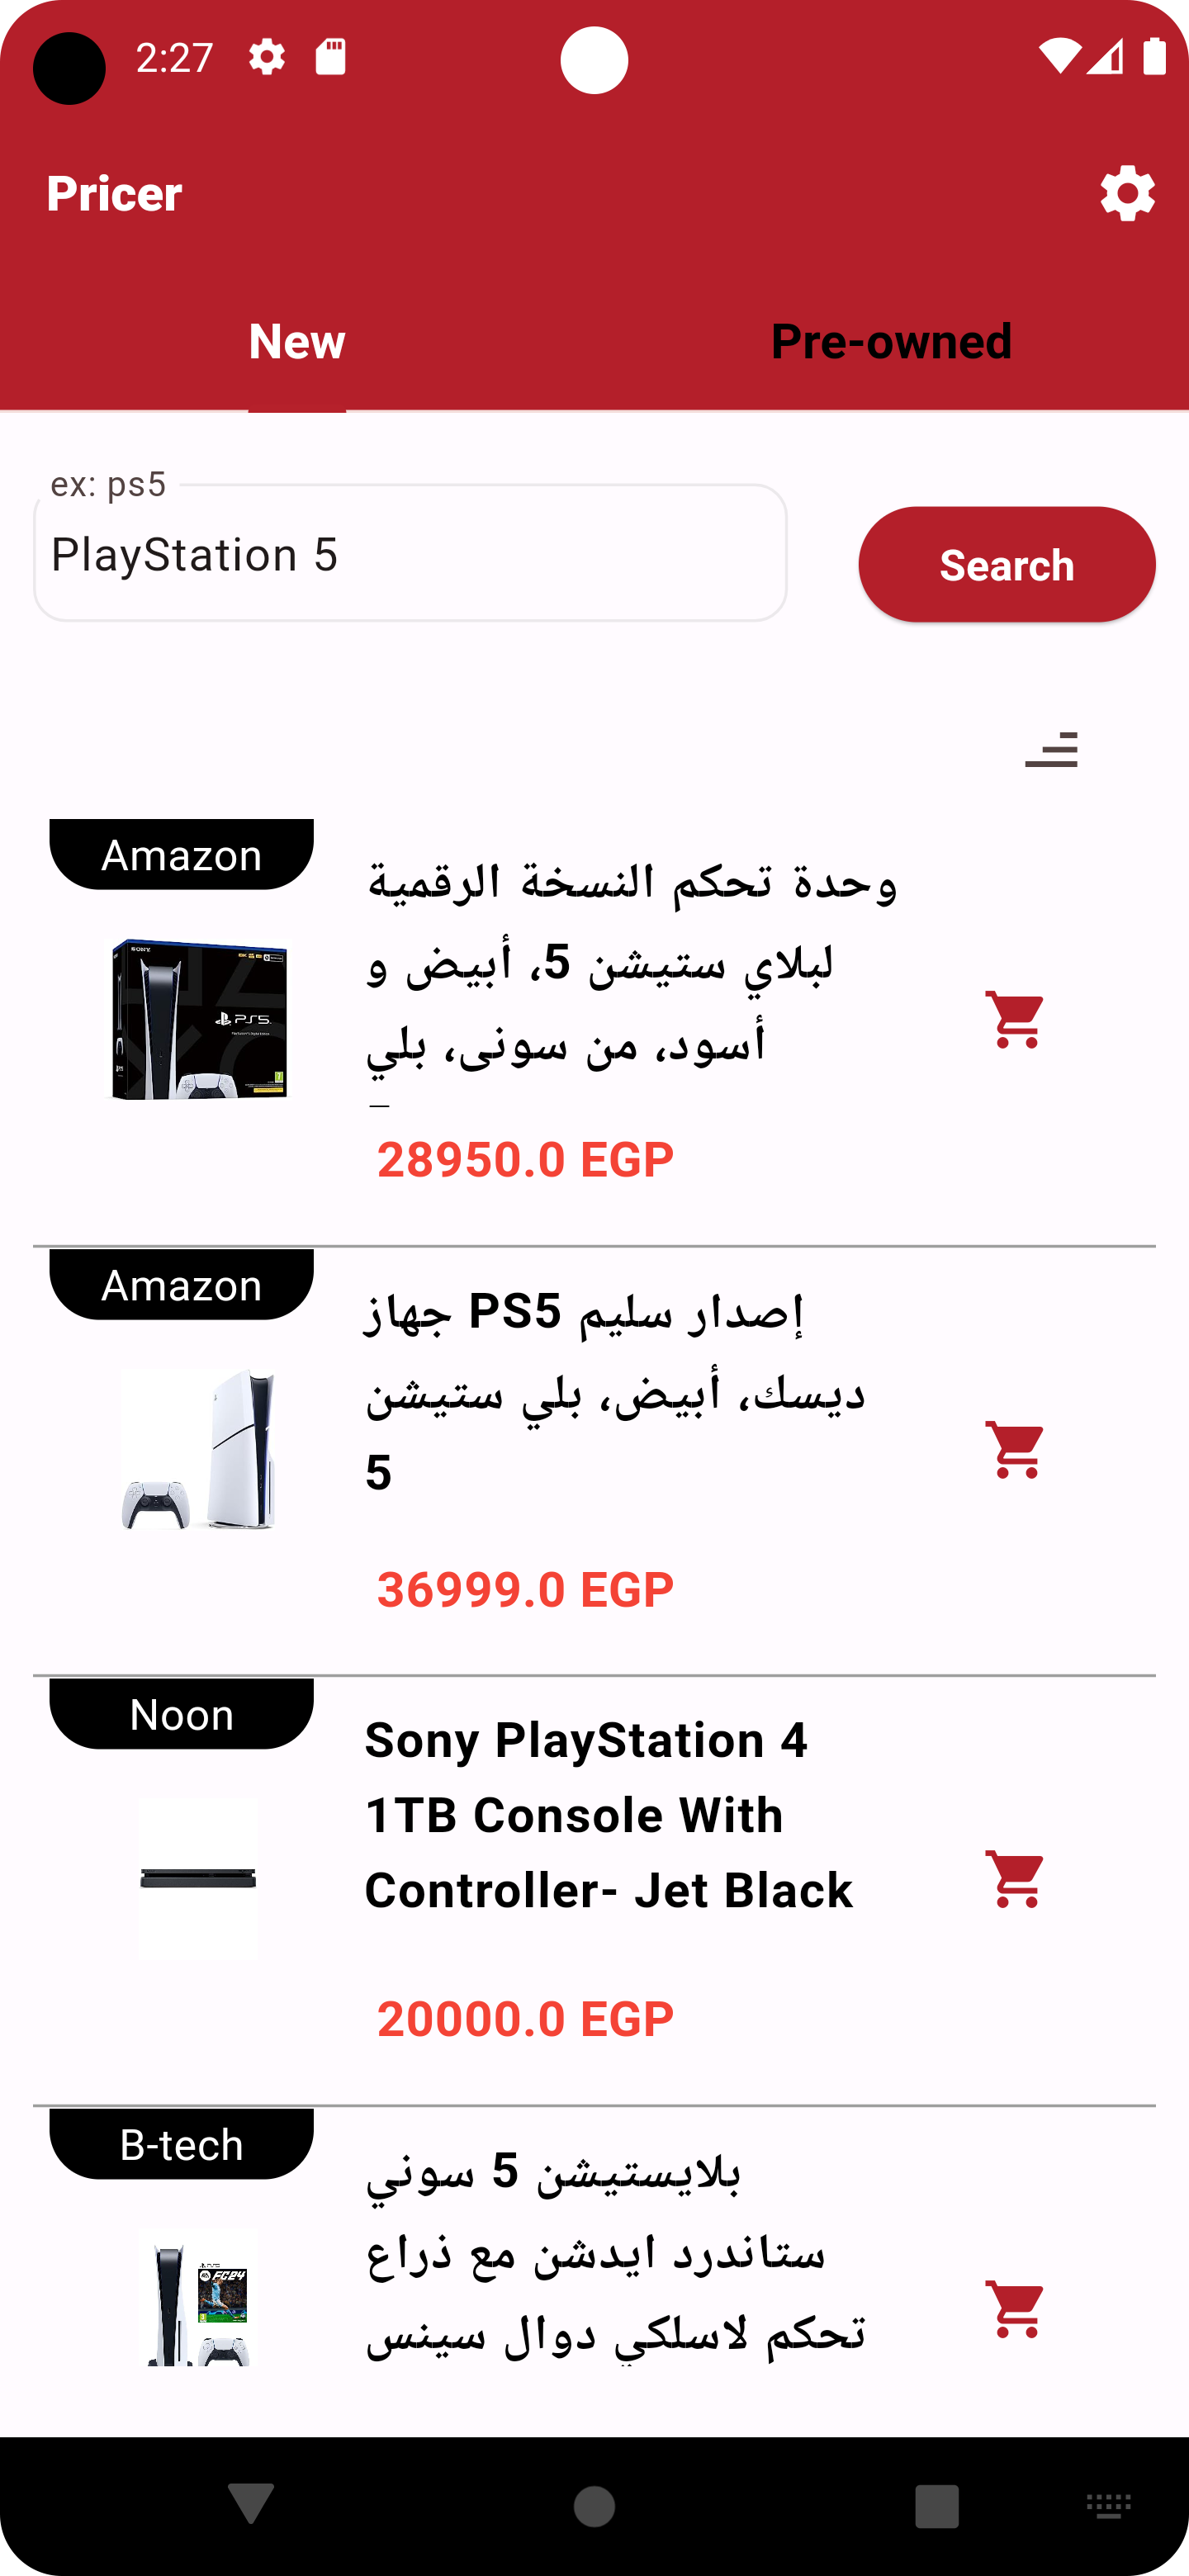 2:27
Pricer
New
Pre-owned
ex: ps5
PlayStation 5
Search
Amazon
وحدة تحكم النسخة الرقمية
لبلاي ستيشن 5، أبيض و
أسود، من سونى، بلي
SONY
PS5
28950.0 EGP
Amazon
جهاز PS5 إصدار سليم
ديسك، أبيض، بلي ستيشن
5
36999.0 EGP
Noon
Sony PlayStation 4
1TB Console With
Controller- Jet Black
20000.0 EGP
B-tech
بلايستيشن 5 سوني
ستاندرد ايدشن مع ذراع
تحكم لاسلكي دوال سينس
FC24